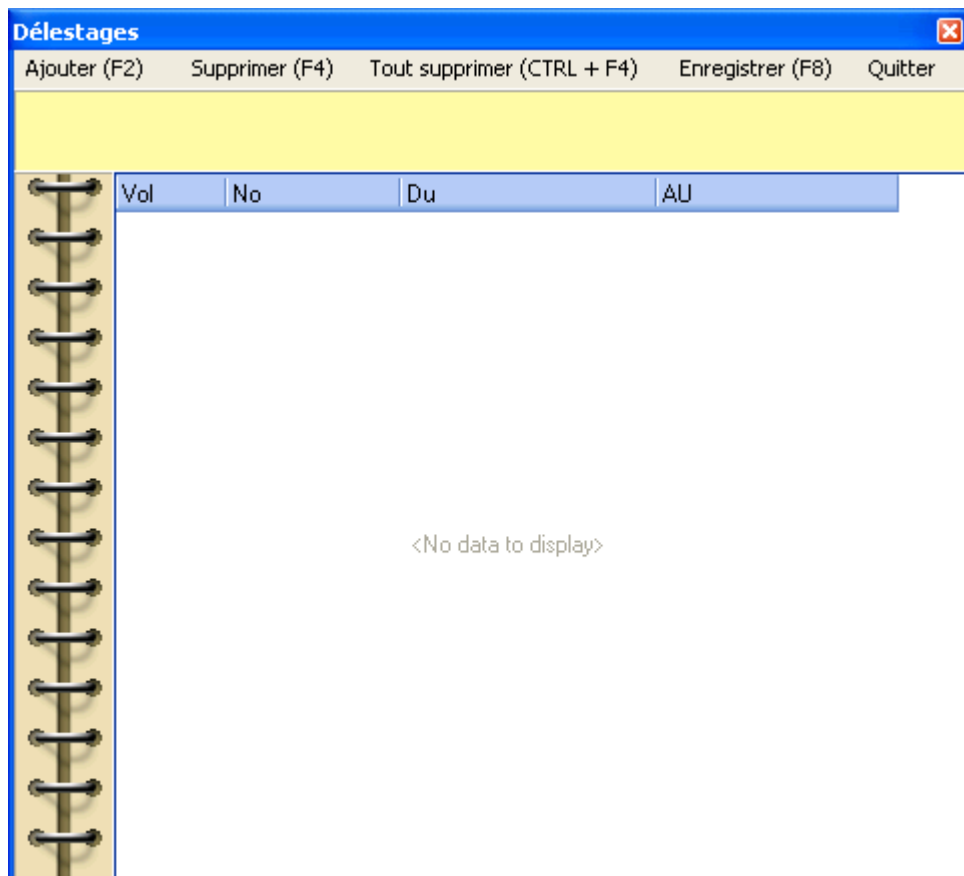 Délestages
Ajouter (F2) Supprimer (F4) Tout supprimer (CTRL + F4) Enregistrer (F8) Quitter
Vol No Du AU
<No data to display>